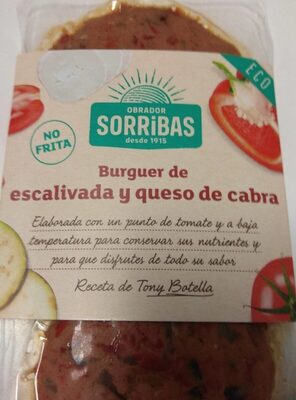 OBRADOR
SORRiBAS
desde 1915
ECO
NO
FRITA
Burguer de
escalivada y queso de cabra
Elaborada con un punto de tomate y a baja
temperatura para conservar sus nutrientes y
para que disfrutes de todo su sabor
Receta de Tony Botella